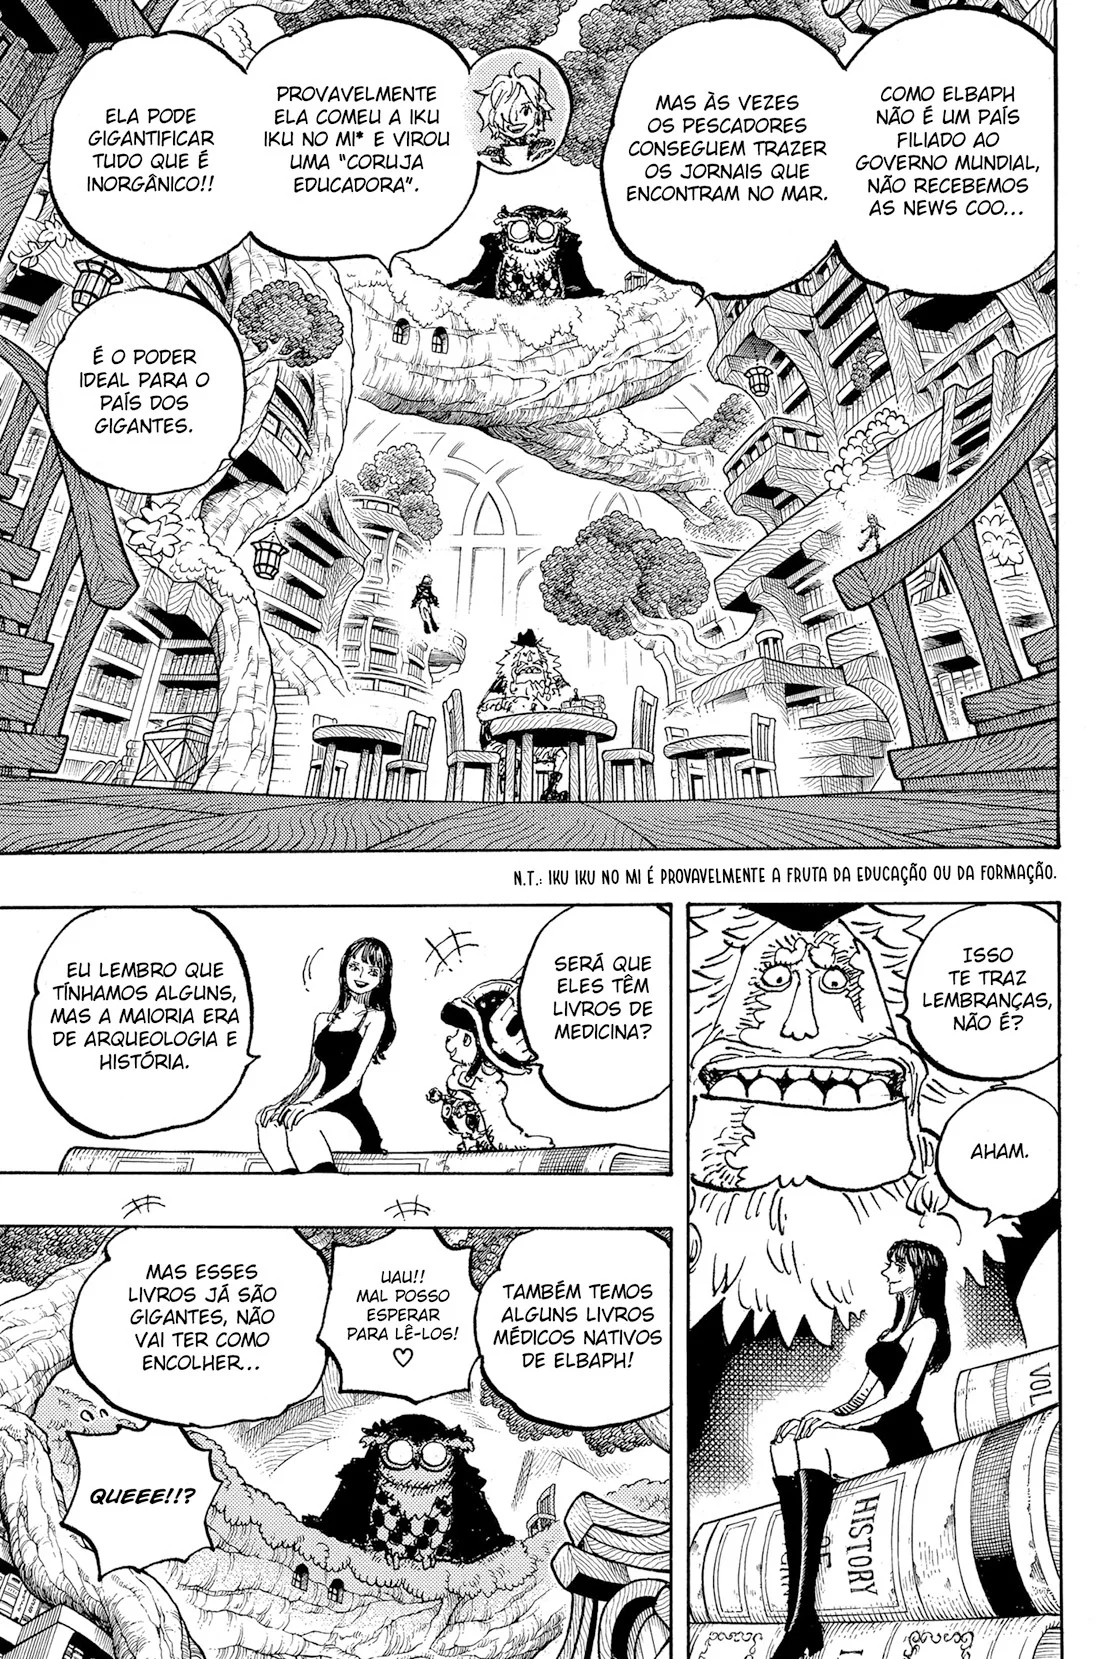 COMO ELBAPH
NÃO É UM PAÍS
FILIADO AO
GOVERNO MUNDIAL,
NÃO RECEBEMOS
AS NEWS COO...
MAS ÀS VEZES
OS PESCADORES
CONSEGUEM TRAZER
OS JORNAIS QUE
ENCONTRAM NO MAR.
PROVAVELMENTE
ELA COMEU A IKU
IKU NO MI* E VIROU
UMA “CORUJA
EDUCADORA”.
ELA PODE
GIGANTIFICAR
TUDO QUE É
INORGÂNICO!!
É O PODER
IDEAL PARA O
PAÍS DOS
GIGANTES.
N.T.: IKU IKU NO MI É PROVAVELMENTE A FRUTA DA EDUCAÇÃO OU DA FORMAÇÃO.
ISSO
TE TRAZ
LEMBRANÇAS,
NÃO É?
AHAM.
VOL
HISTORY
OF
SERÁ QUE
ELES TÊM
LIVROS DE
MEDICINA?
EU LEMBRO QUE
TÍNHAMOS ALGUNS,
MAS A MAIORIA ERA
DE ARQUEOLOGIA E
HISTÓRIA.
TAMBÉM TEMOS
ALGUNS LIVROS
MÉDICOS NATIVOS
DE ELBAPH!
UAU!!
MAL POSSO
ESPERAR
PARA LÊ-LOS!
♡
MAS ESSES
LIVROS JÁ SÃO
GIGANTES, NÃO
VAI TER COMO
ENCOLHER...
QUEEE!!?